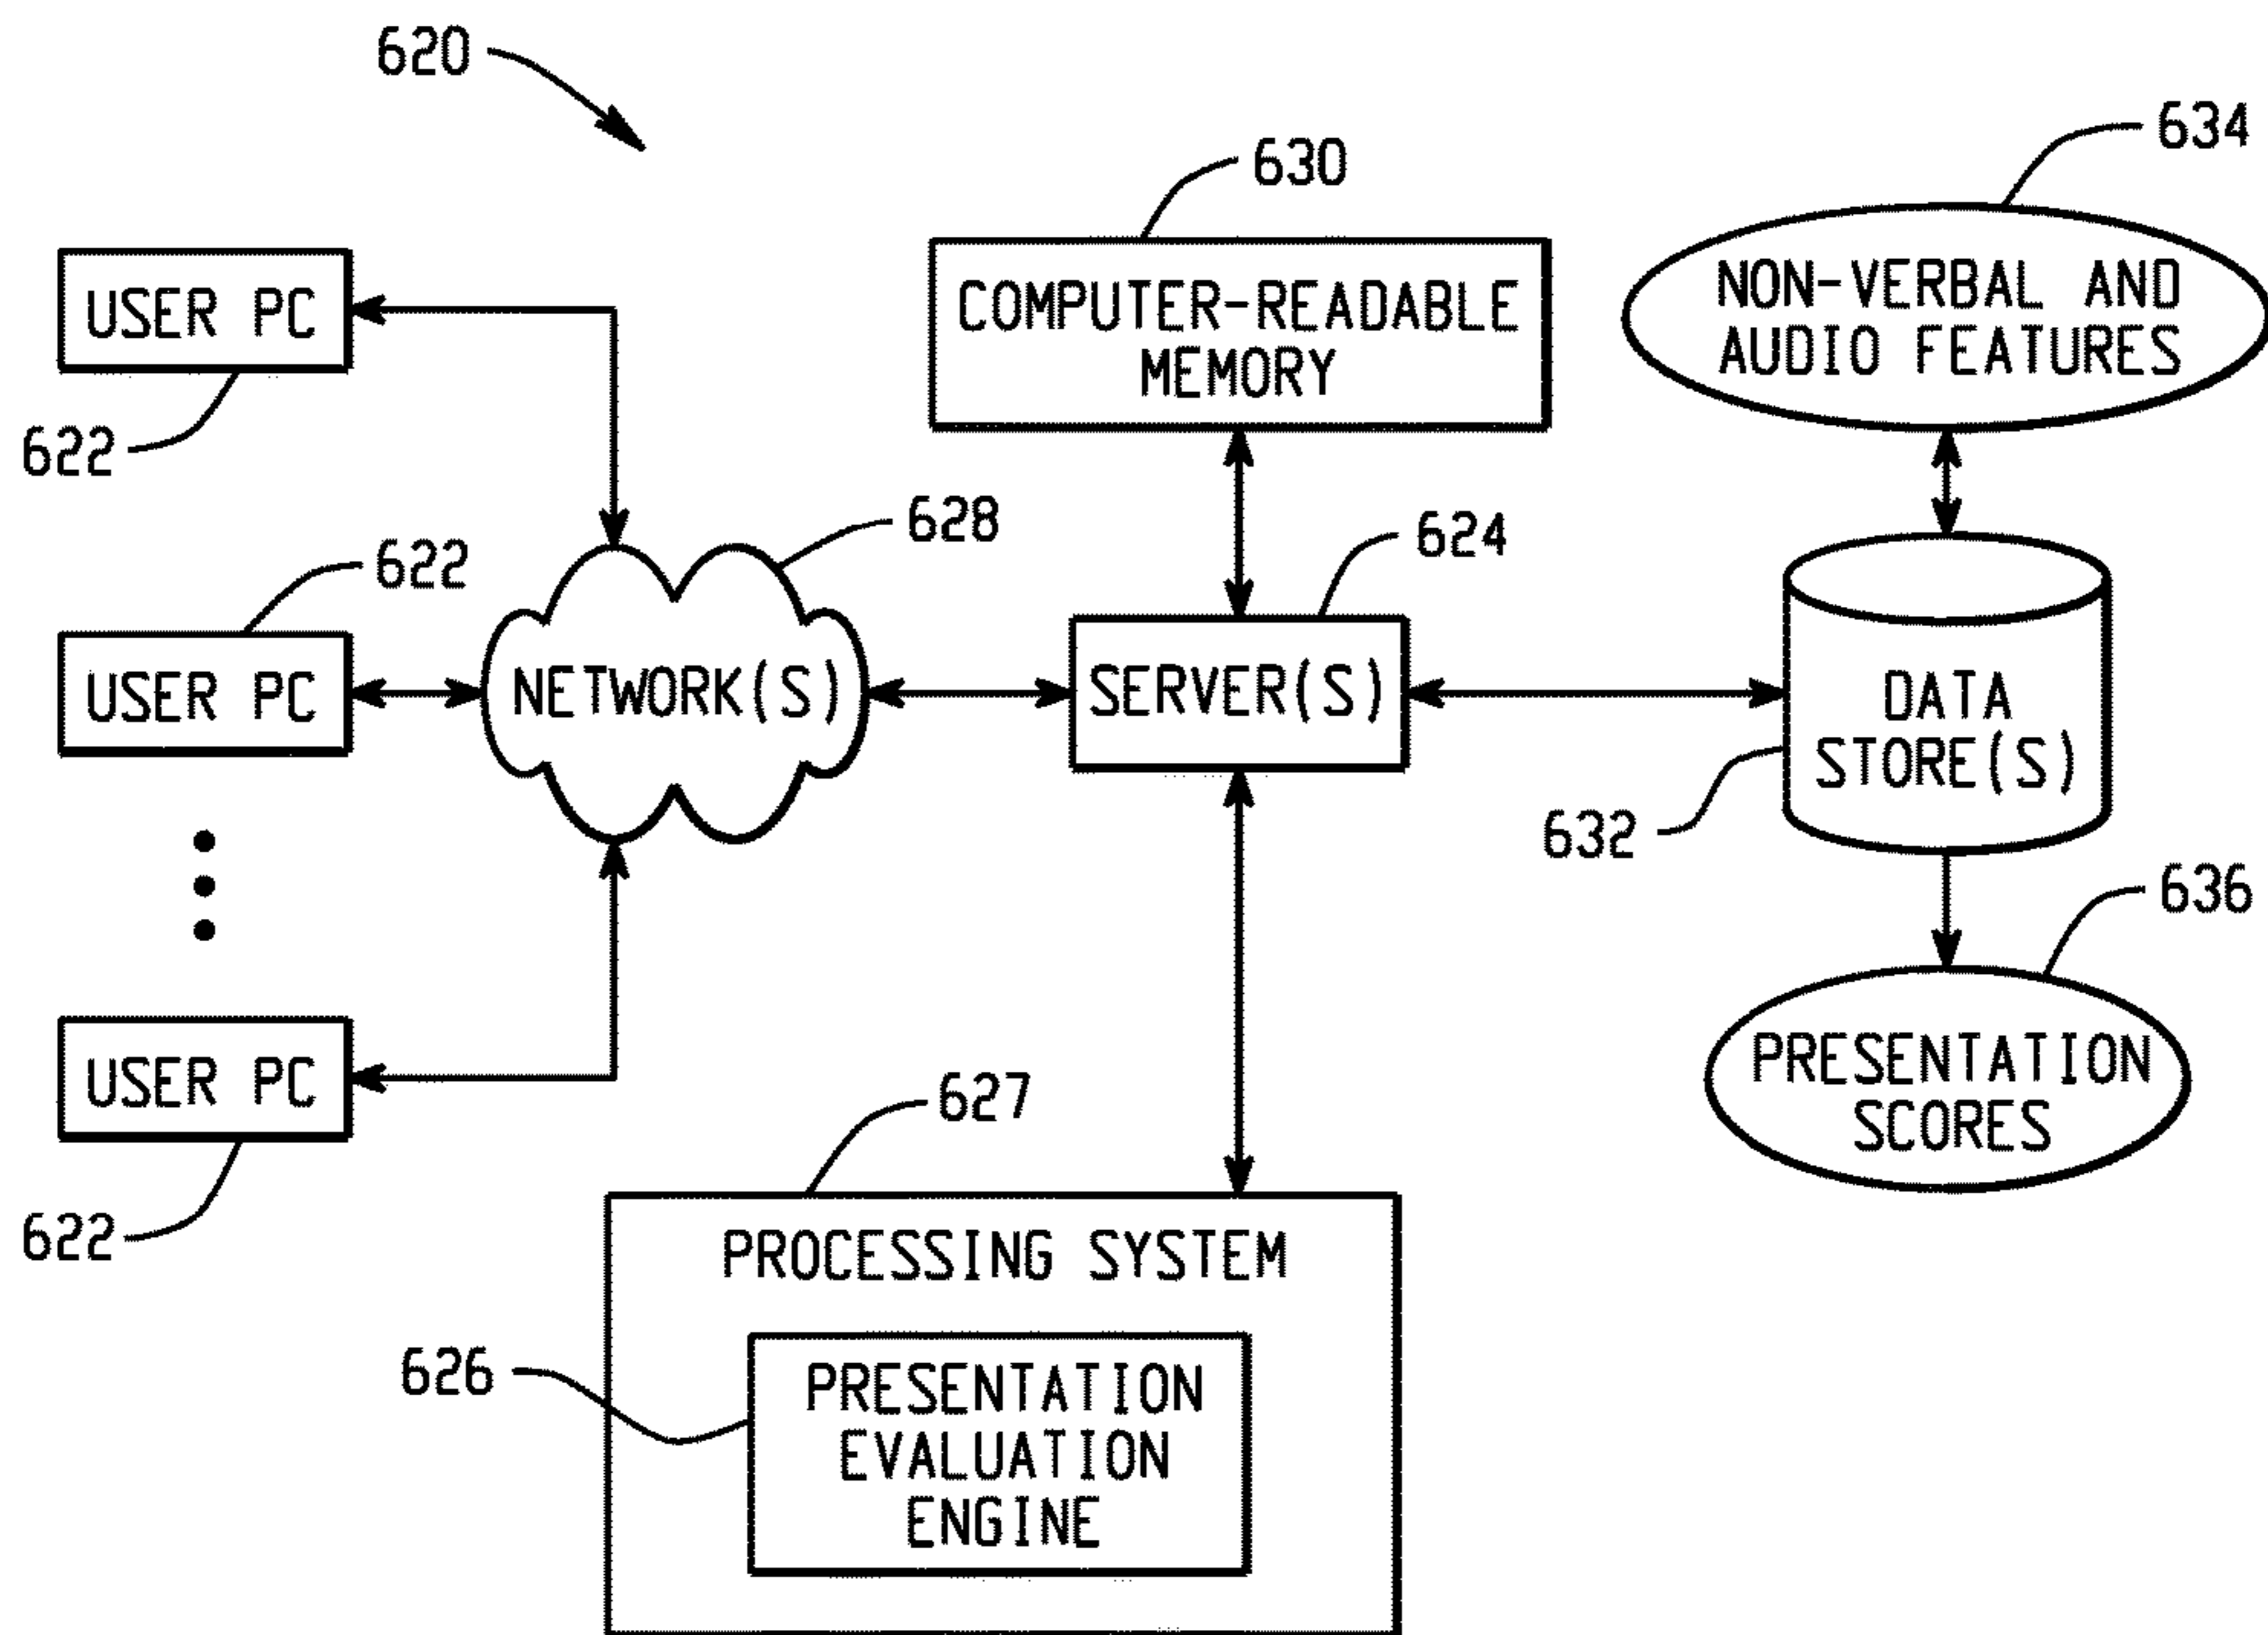 620
634
630
USER PC
COMPUTER-READABLE
MEMORY
NON-VERBAL AND
AUDIO FEATURES
622
628
624
622
USER PC
NETWORK(S)
SERVER(S)
DATA
STORE(S)
632
636
USER PC
PRESENTATION
SCORES
627
622
PROCESSING SYSTEM
626
PRESENTATION
EVALUATION
ENGINE